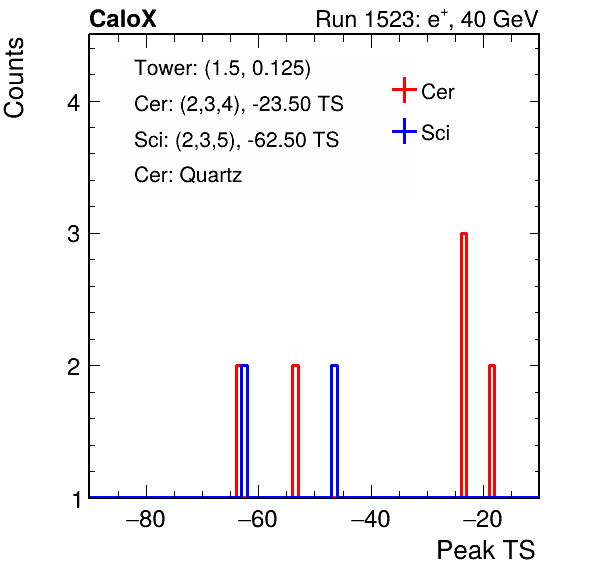 CaloX Run 1523: e⁺, 40 GeV
Counts
Tower: (1.5, 0.125)
Cer: (2,3,4), -23.50 TS
Sci: (2,3,5), -62.50 TS
Cer: Quartz
Cer
Sci
4
3
2
1
−80 −60 −40 −20
Peak TS